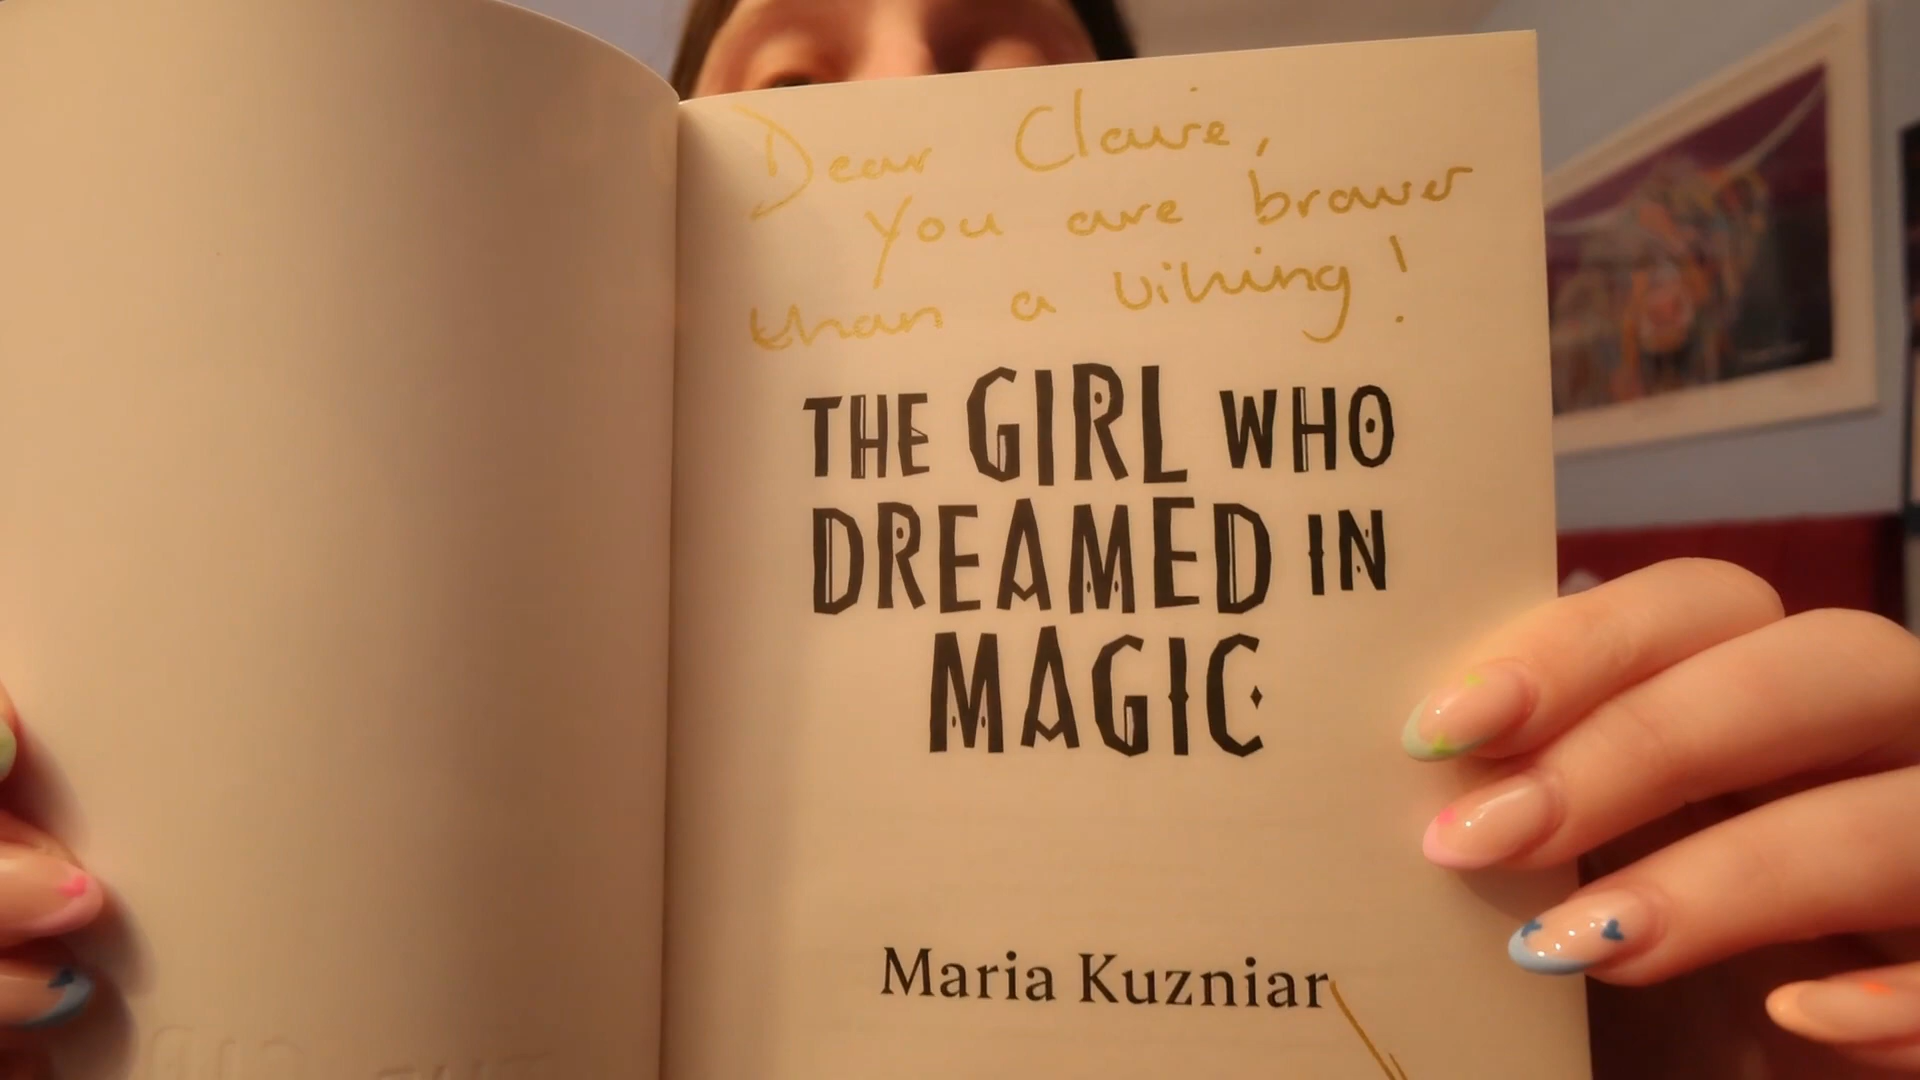 Dear Claire,
You are braver
than a viking!
THE GIRL WHO
DREAMED IN
MAGIC
Maria Kuzniar